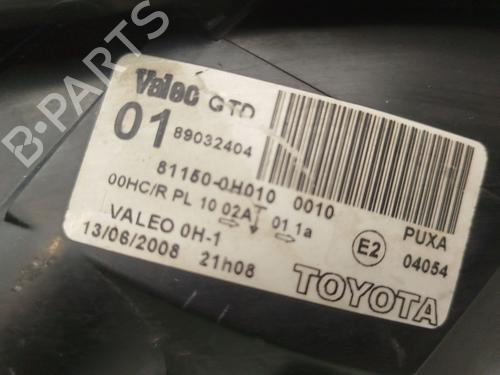 B-PARTS
Valeo GTD
01 89032404
81150-0H010 0010
00HC/R PL 10 02A 01 1a
VALEO 0H-1
13/06/2008 21h08
E2
PUXA
04054
TOYOTA